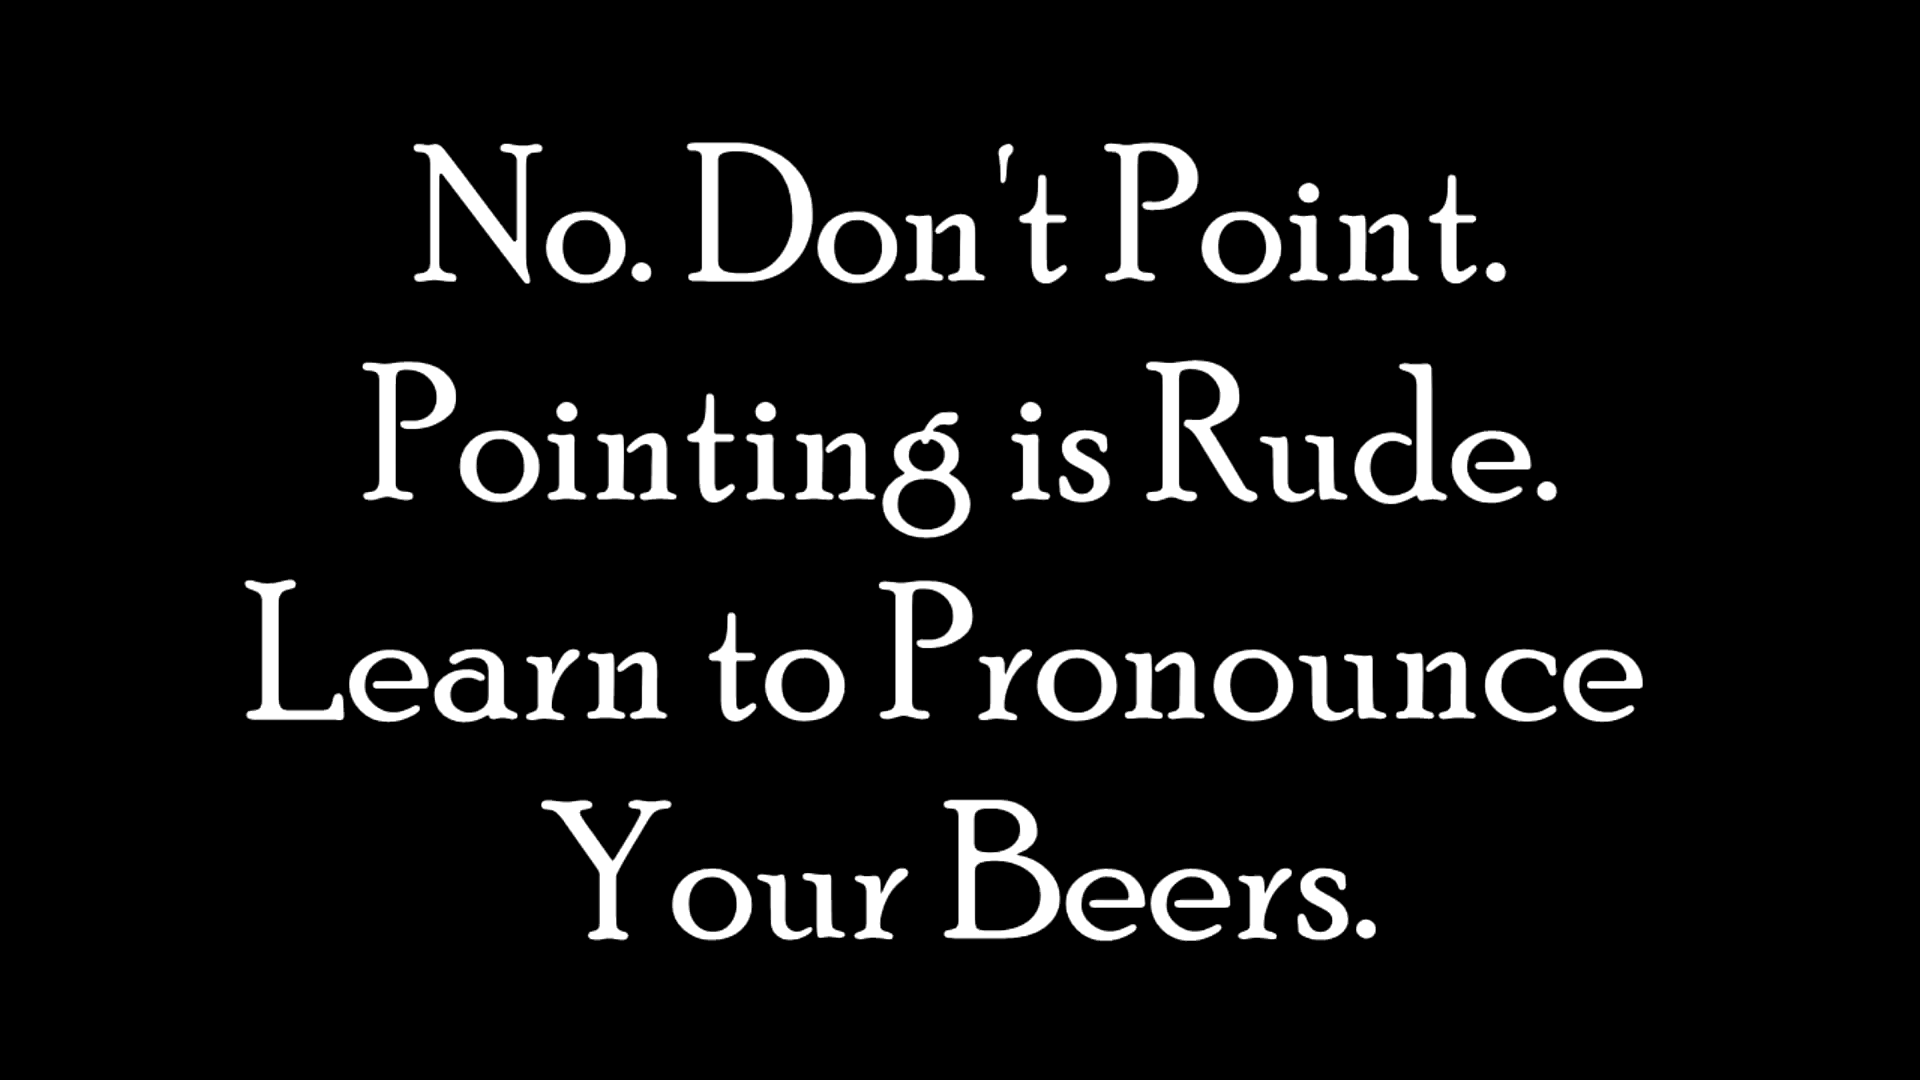 No. Don't Point.
Pointing is Rude.
Learn to Pronounce
Your Beers.